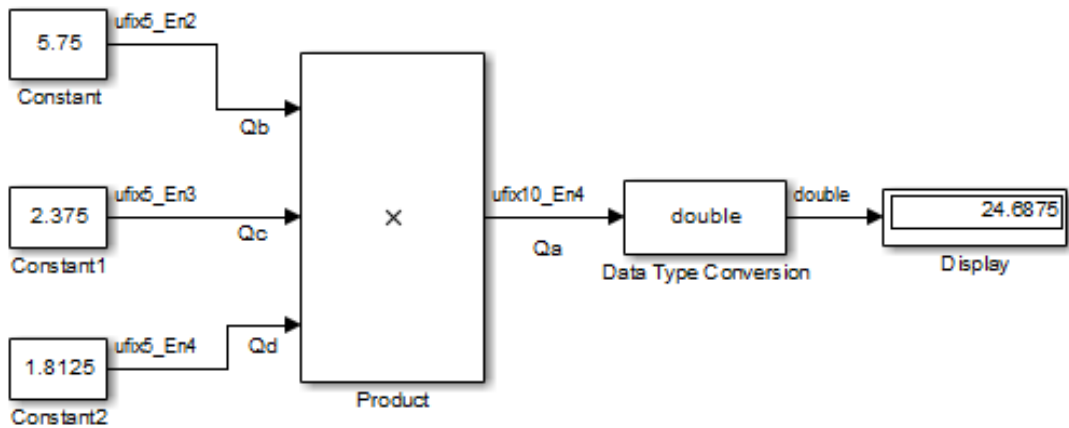 ufix5_En2
5.75
Constant
Qb
ufix5_En3
2.375
Qc
Constant1
ufix5_En4
1.8125
Qd
Constant2
×
Product
ufix10_En4
Qa
double
Data Type Conversion
double
24.6875
Display